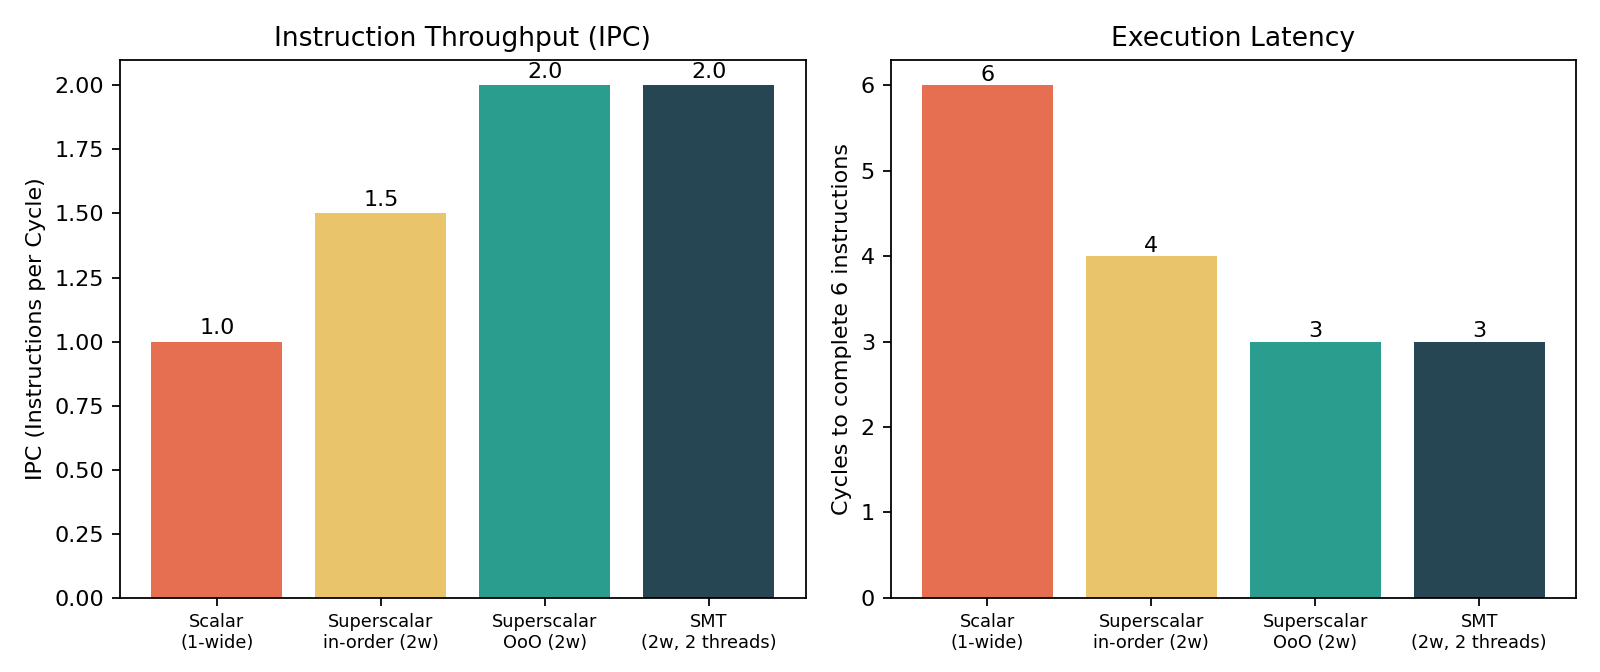 Instruction Throughput (IPC)
IPC (Instructions per Cycle)
2.00
1.75
1.50
1.25
1.00
0.75
0.50
0.25
0.00
1.0
1.5
2.0
2.0
Scalar
(1-wide)
Superscalar
in-order (2w)
Superscalar
OoO (2w)
SMT
(2w, 2 threads)
Execution Latency
Cycles to complete 6 instructions
6
5
4
3
2
1
0
6
4
3
3
Scalar
(1-wide)
Superscalar
in-order (2w)
Superscalar
OoO (2w)
SMT
(2w, 2 threads)